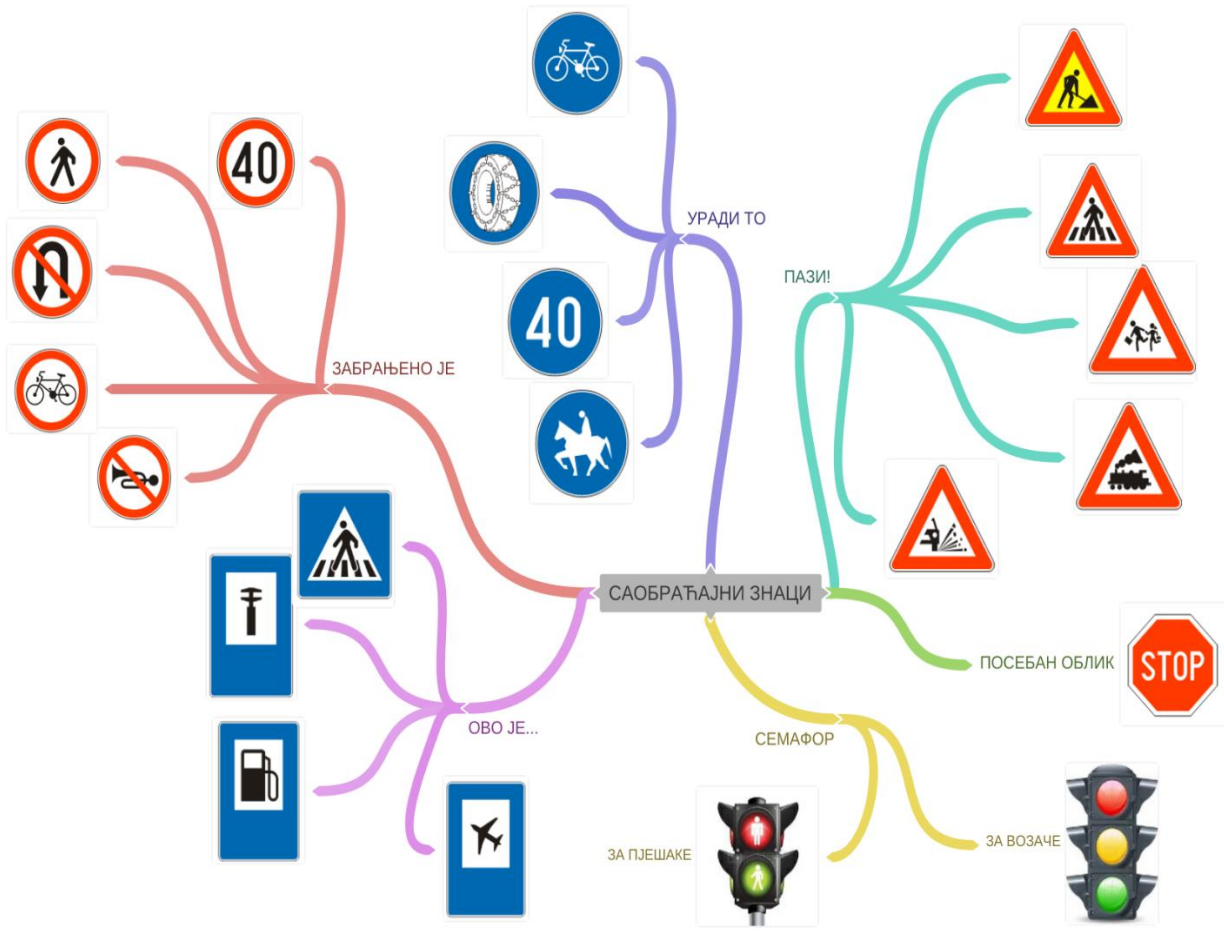 УРАДИ ТО
40
40
ПАЗИ!
ЗАБРАЊЕНО ЈЕ
САОБРАЋАЈНИ ЗНАЦИ
ПОСЕБАН ОБЛИК
STOP
ОВО ЈЕ...
СЕМАФОР
ЗА ПЈЕШАКЕ
ЗА ВОЗАЧЕ